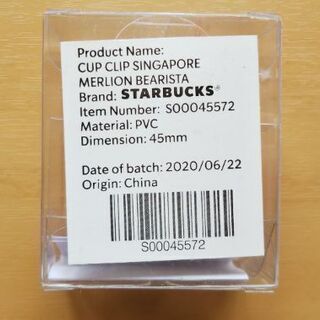 Product Name:
CUP CLIP SINGAPORE
MERLION BEARISTA
Brand: STARBUCKS®
Item Number: S00045572
Material: PVC
Dimension: 45mm
Date of batch: 2020/06/22
Origin: China
S00045572